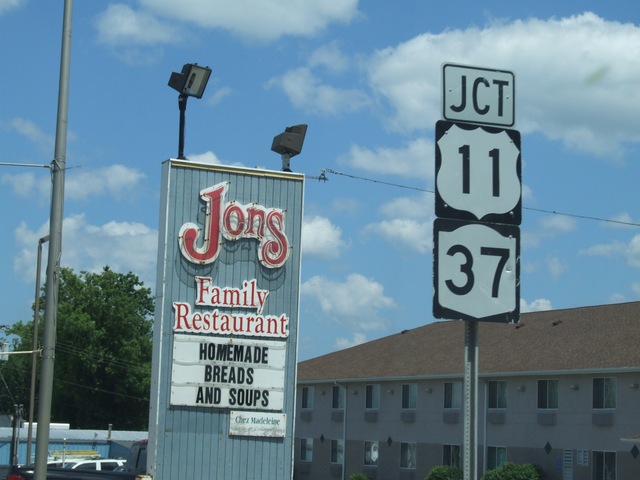 Jons
Family
Restaurant
HOMEMADE
BREADS
AND SOUPS
Chez Madeleine
JCT
11
37